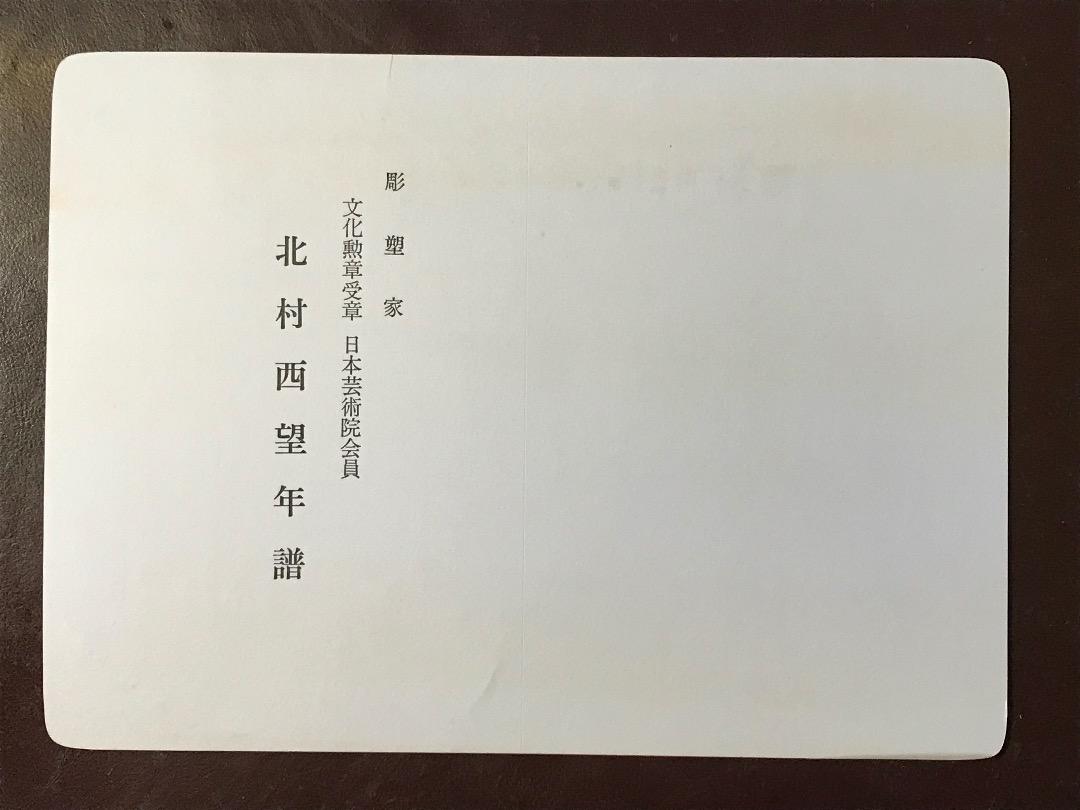 彫塑家
文化勲章受章 日本芸術院会員
北村西望年譜